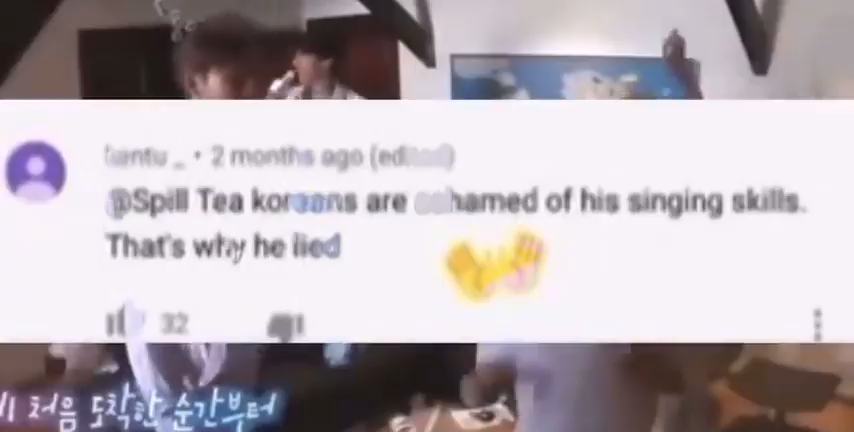 2 months ago (edited)
@Spill Tea koreans are ashamed of his singing skills.
That's why he lied
32
처음 도착한 순간부터